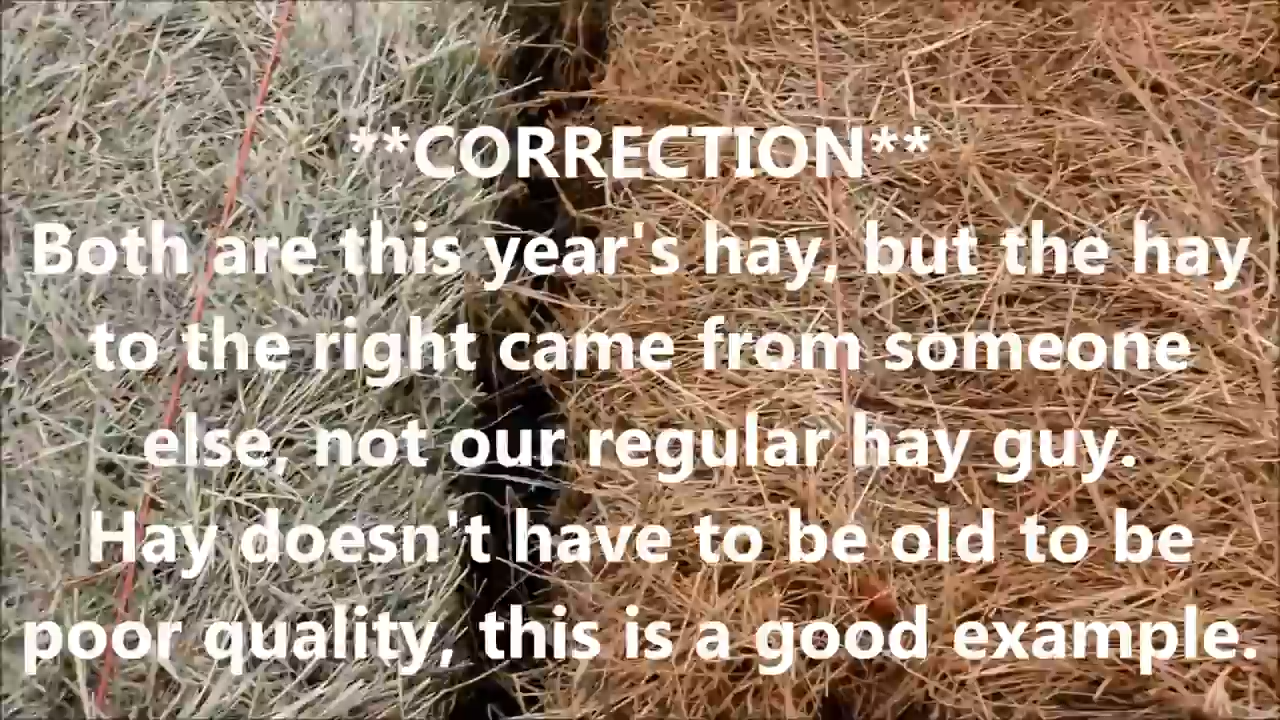 **CORRECTION**
Both are this year's hay, but the hay
to the right came from someone
else, not our regular hay guy.
Hay doesn't have to be old to be
poor quality, this is a good example.